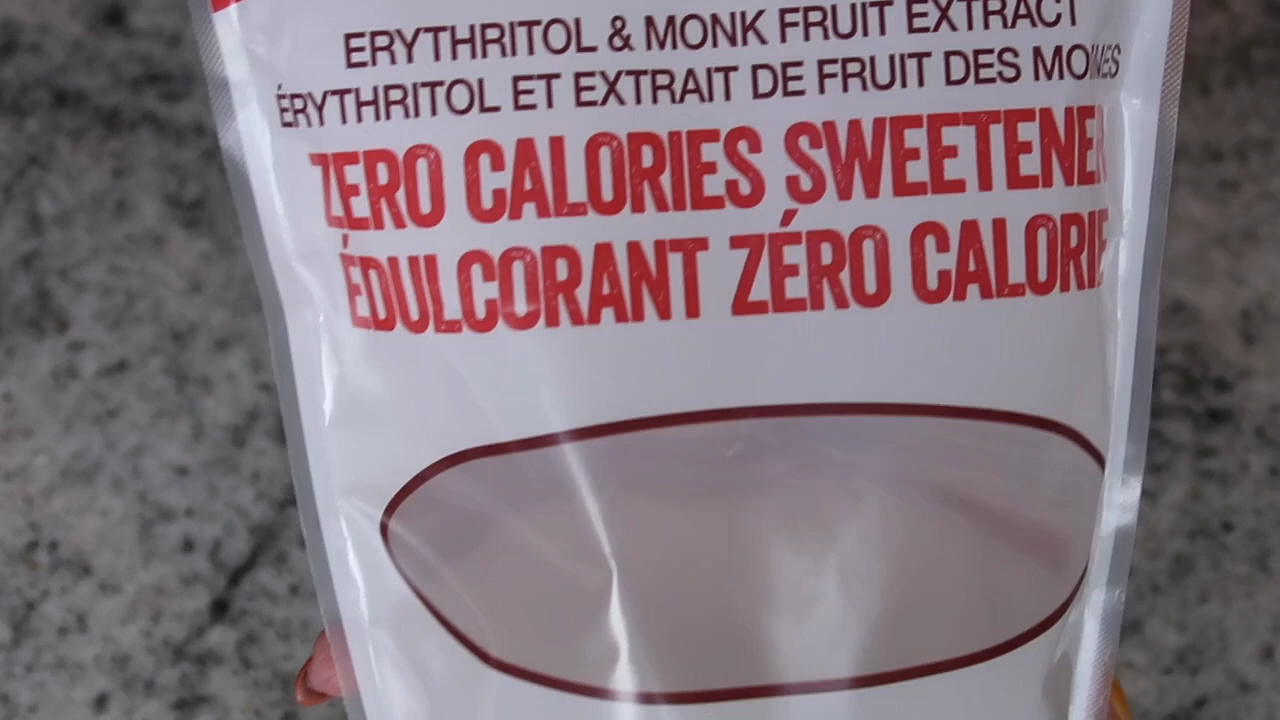 ERYTHRITOL & MONK FRUIT EXTRACT
ÉRYTHRITOL ET EXTRAIT DE FRUIT DES MOINES
ZERO CALORIES SWEETENER
ÉDULCORANT ZÉRO CALORIE